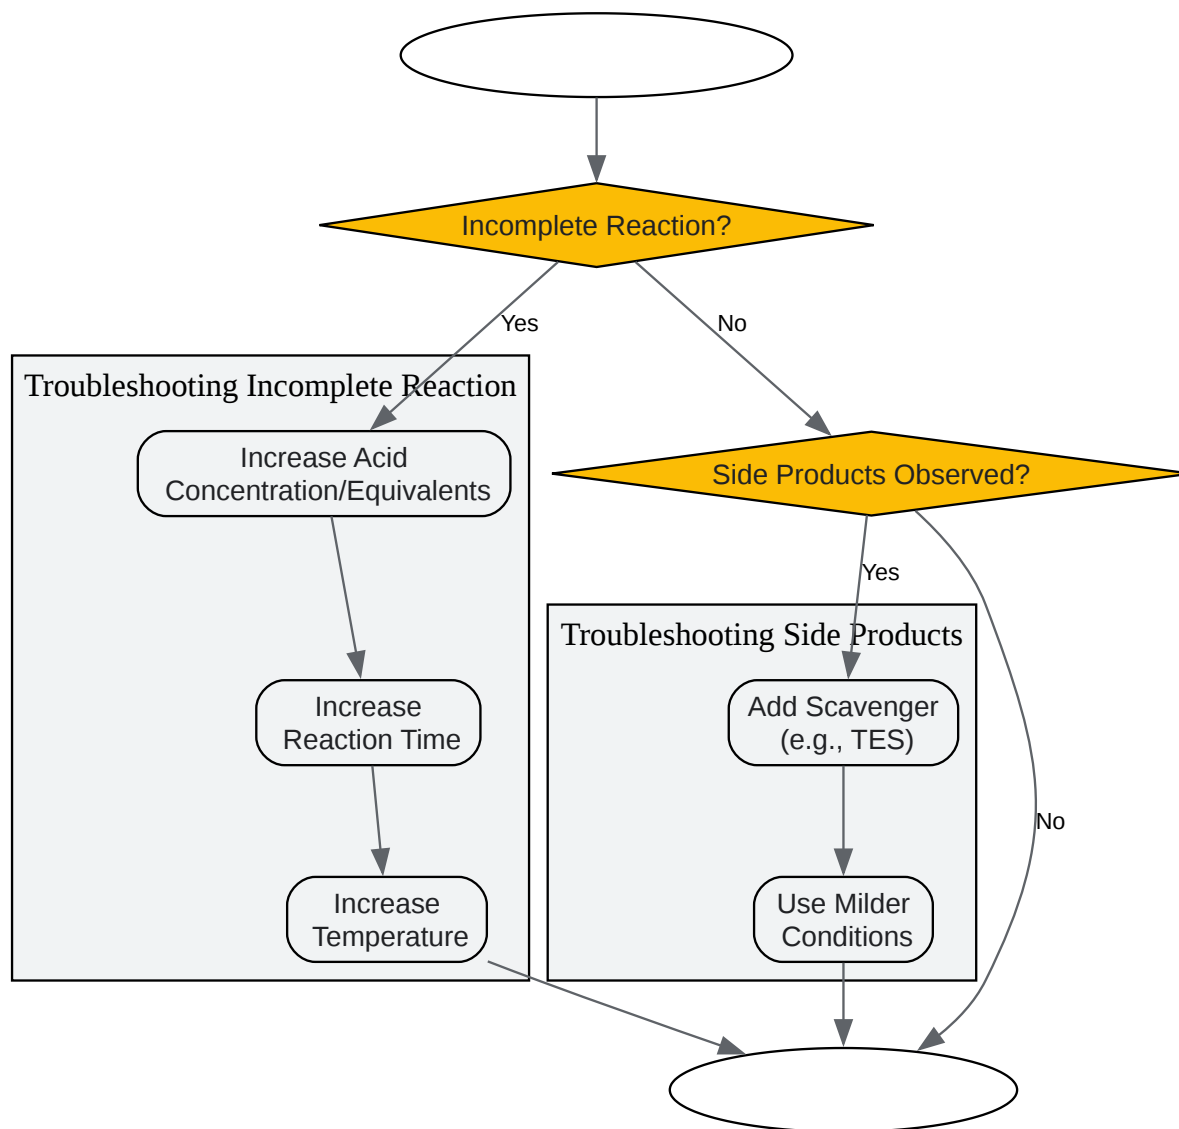 Incomplete Reaction?
Yes
No
Troubleshooting Incomplete Reaction
Increase Acid
Concentration/Equivalents
Side Products Observed?
Yes
Troubleshooting Side Products
Increase
Reaction Time
Add Scavenger
(e.g., TES)
No
Increase
Temperature
Use Milder
Conditions